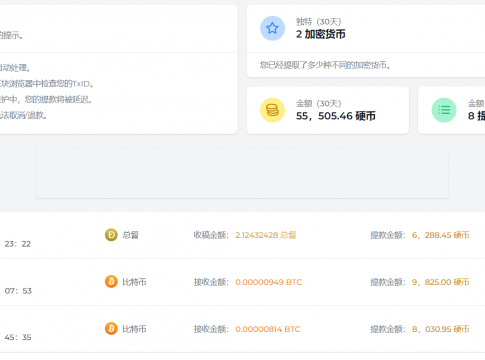 的提示。
自动处理。
区块浏览器中检查您的TxID。
护中，您的提款将被延迟。
法取消/退款。
独特（30天）
2 加密货币
您已经提取了多少种不同的加密货币。
金额（30天）
55，505.46 硬币
金额（
8 提
23：22
总督
收稿金额： 2.12432428 总督
提款金额： 6，288.45 硬币
07：53
比特币
接收金额： 0.00000949 BTC
提款金额： 9，825.00 硬币
45：35
比特币
接收金额： 0.00000814 BTC
提款金额： 8，030.95 硬币